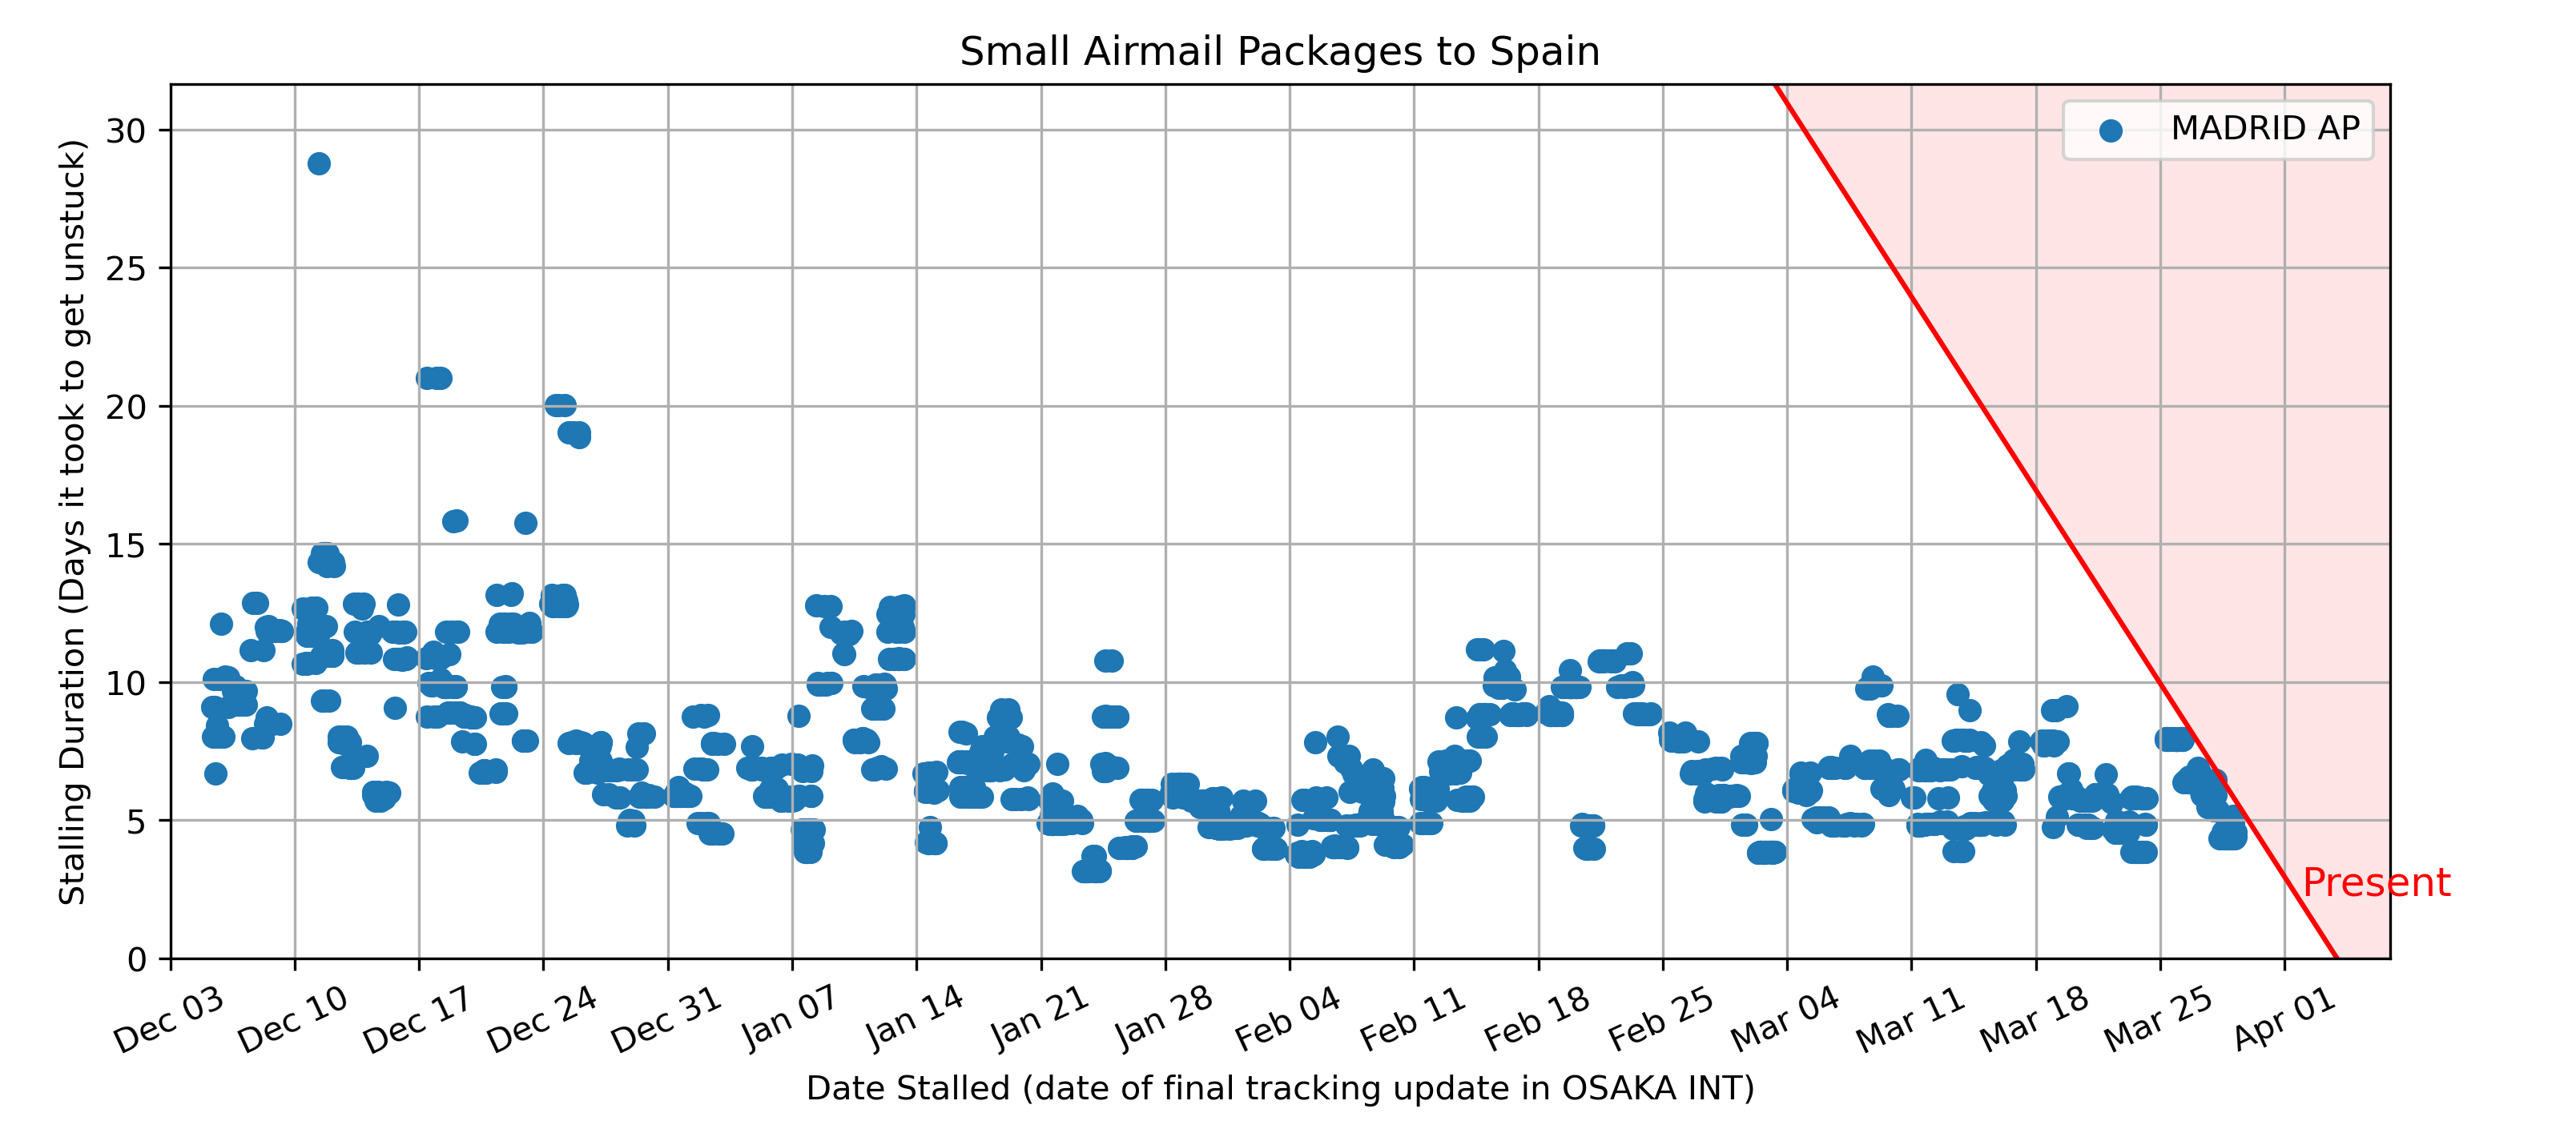 Small Airmail Packages to Spain
MADRID AP
Stalling Duration (Days it took to get unstuck)
30
25
20
15
10
5
0
Present
Dec 03
Dec 10
Dec 17
Dec 24
Dec 31
Jan 07
Jan 14
Jan 21
Jan 28
Feb 04
Feb 11
Feb 18
Feb 25
Mar 04
Mar 11
Mar 18
Mar 25
Apr 01
Date Stalled (date of final tracking update in OSAKA INT)